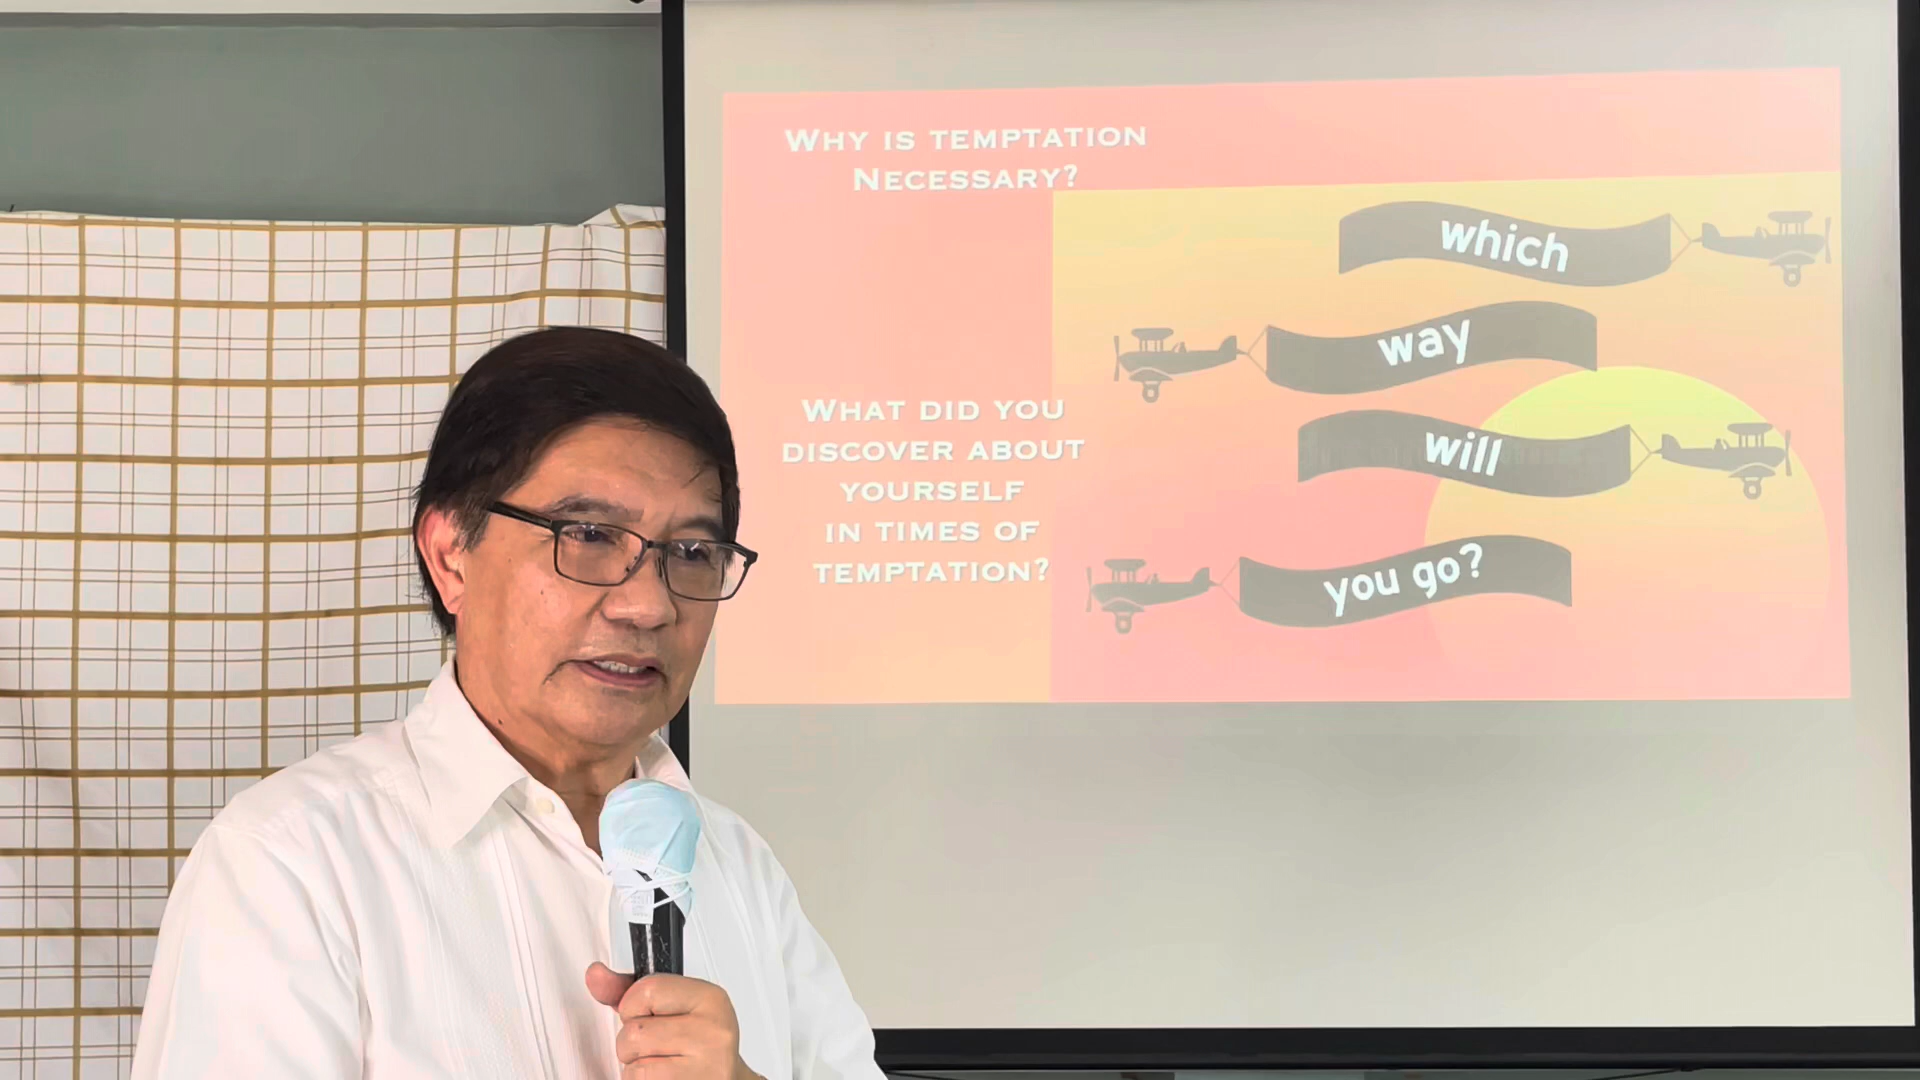 WHY IS TEMPTATION
NECESSARY?
WHAT DID YOU
DISCOVER ABOUT
YOURSELF
IN TIMES OF
TEMPTATION?
which
way
will
you go?